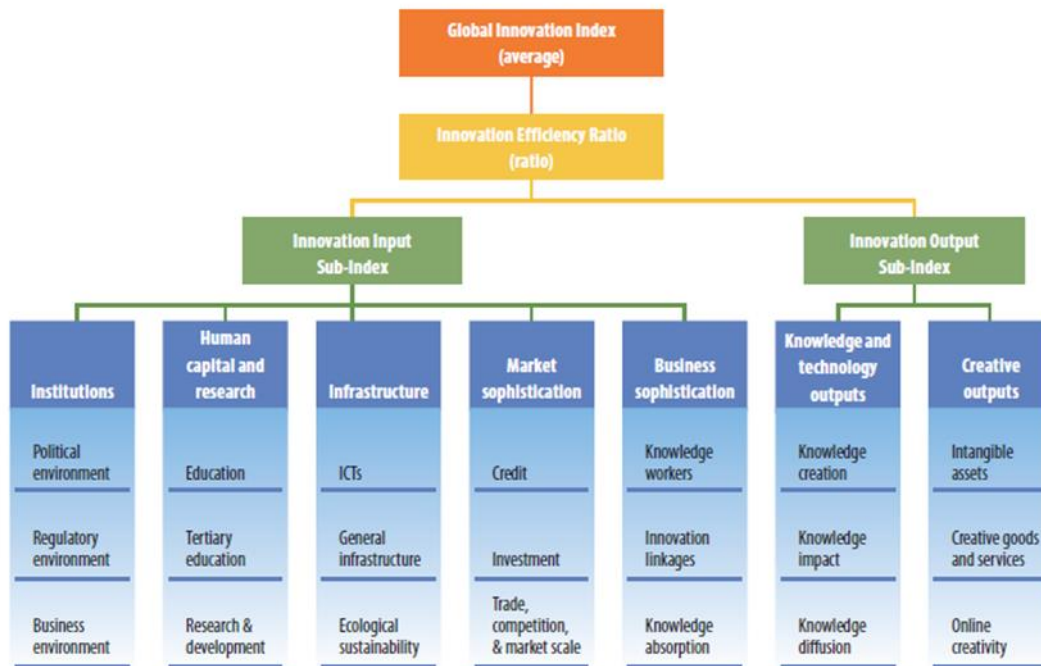 Global Innovation Index
(average)
Innovation Efficiency Ratio
(ratio)
Innovation Input
Sub-Index
Innovation Output
Sub-Index
Institutions
Human
capital and
research
Infrastructure
Market
sophistication
Business
sophistication
Knowledge and
technology
outputs
Creative
outputs
Political
environment
Education
ICTs
Credit
Knowledge
workers
Knowledge
creation
Intangible
assets
Regulatory
environment
Tertiary
education
General
infrastructure
Investment
Innovation
linkages
Knowledge
impact
Creative goods
and services
Business
environment
Research &
development
Ecological
sustainability
Trade,
competition,
& market scale
Knowledge
absorption
Knowledge
diffusion
Online
creativity